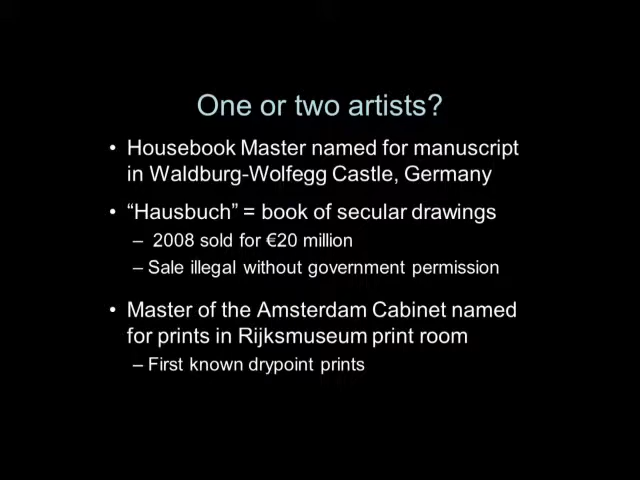 One or two artists?
• Housebook Master named for manuscript
in Waldburg-Wolfegg Castle, Germany
• “Hausbuch” = book of secular drawings
– 2008 sold for €20 million
– Sale illegal without government permission
• Master of the Amsterdam Cabinet named
for prints in Rijksmuseum print room
– First known drypoint prints